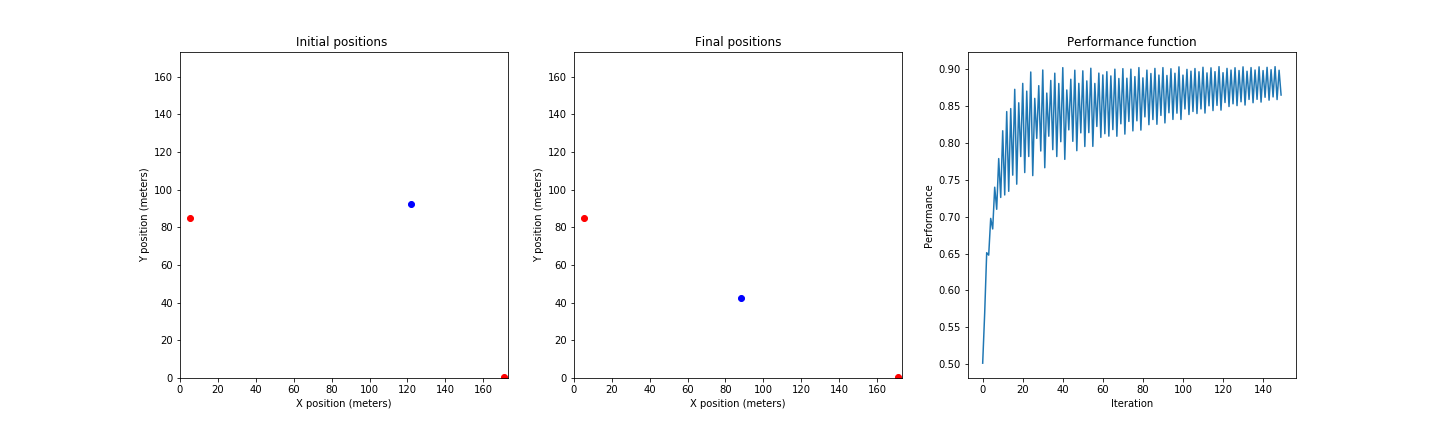 Initial positions
Y position (meters)
160
140
120
100
80
60
40
20
0
0 20 40 60 80 100 120 140 160
X position (meters)
Final positions
Y position (meters)
160
140
120
100
80
60
40
20
0
0 20 40 60 80 100 120 140 160
X position (meters)
Performance function
Performance
0.90
0.85
0.80
0.75
0.70
0.65
0.60
0.55
0.50
0 20 40 60 80 100 120 140
Iteration